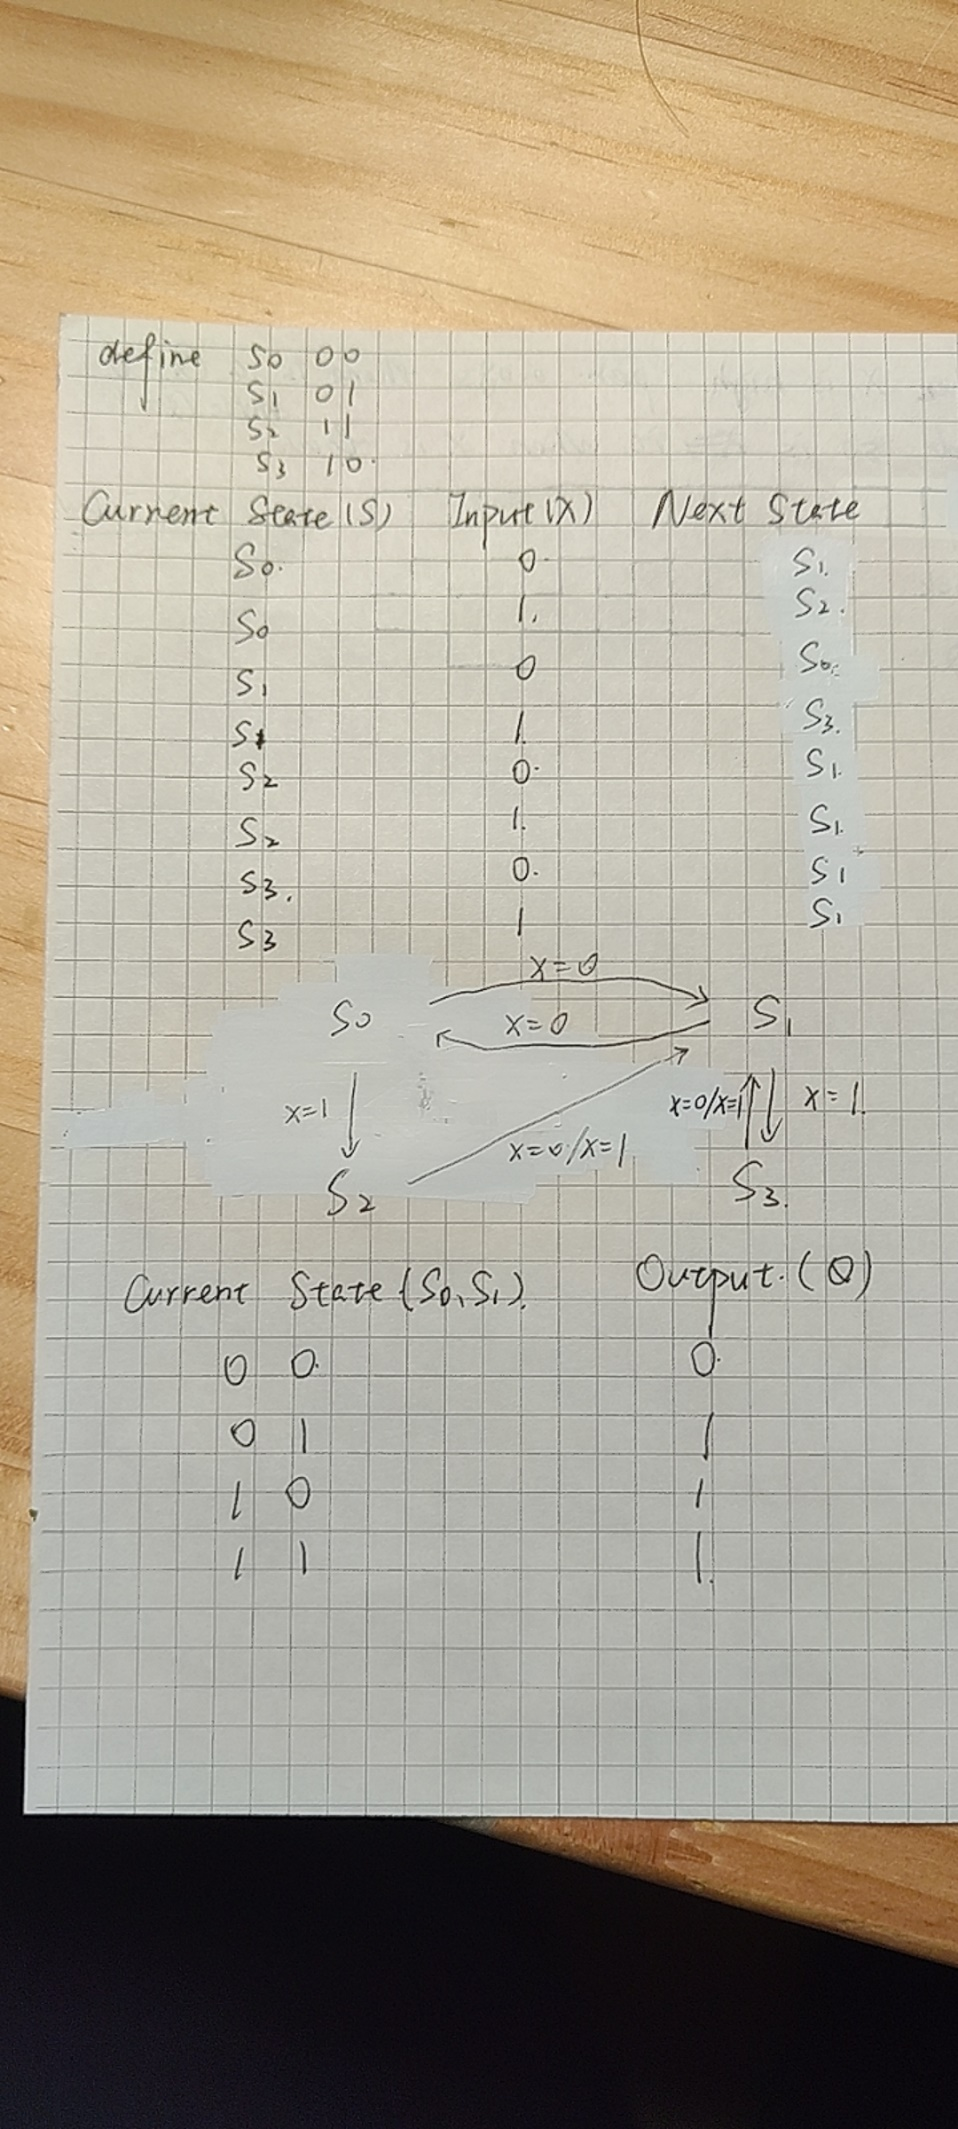 define S0 00
S1 01
S2 11
S3 10.
Current State (S) Input (X) Next State
S0. 0. S1.
S0 1. S2.
S1 0 S0.
S1 1. S3.
S2 0. S1.
S2 1. S1.
S3. 0. S1
S3 1 S1
X=0
S0 X=0 S1
X=1 X=0/X=1 X=1.
X=0/X=1
S2 S3.
Current State (S0, S1). Output. (Q)
0 0. 0.
0 1 1
1 0 1
1 1 1.